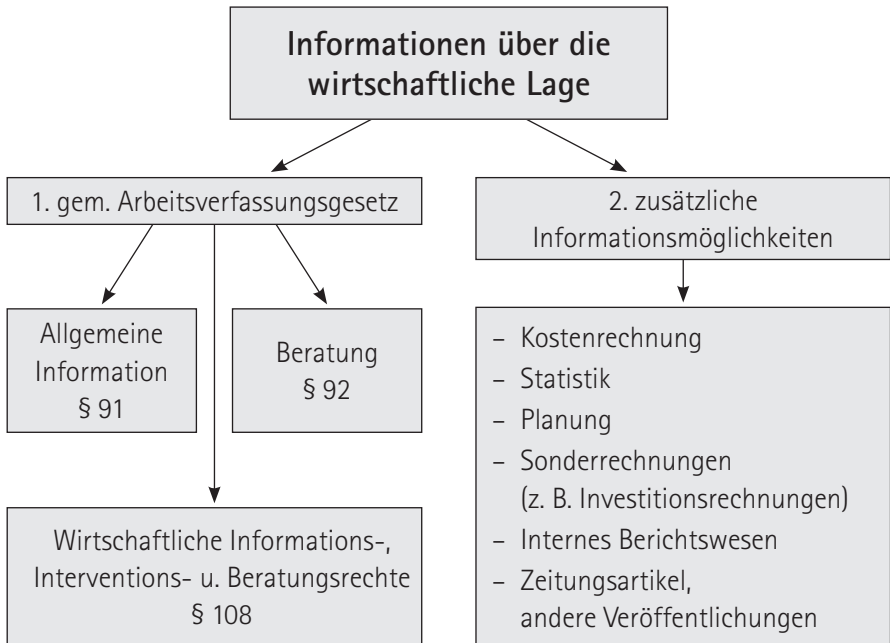 Informationen über die
wirtschaftliche Lage
1. gem. Arbeitsverfassungsgesetz
Allgemeine
Information
§ 91
Beratung
§ 92
Wirtschaftliche Informations-,
Interventions- u. Beratungsrechte
§ 108
2. zusätzliche
Informationsmöglichkeiten
– Kostenrechnung
– Statistik
– Planung
– Sonderrechnungen
(z. B. Investitionsrechnungen)
– Internes Berichtswesen
– Zeitungsartikel,
andere Veröffentlichungen